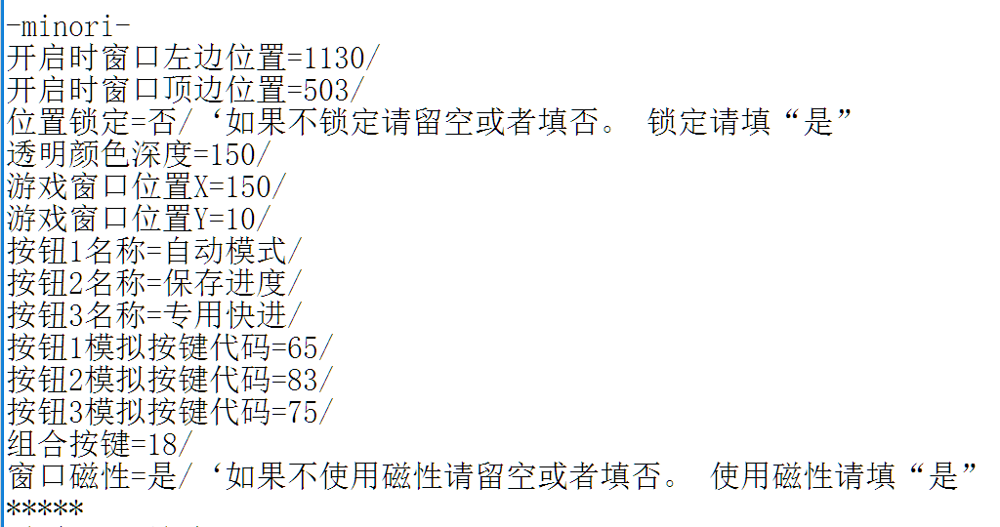 -minori-
开启时窗口左边位置=1130/
开启时窗口顶边位置=503/
位置锁定=否/‘如果不锁定请留空或者填否。 锁定请填“是”
透明颜色深度=150/
游戏窗口位置X=150/
游戏窗口位置Y=10/
按钮1名称=自动模式/
按钮2名称=保存进度/
按钮3名称=专用快进/
按钮1模拟按键代码=65/
按钮2模拟按键代码=83/
按钮3模拟按键代码=75/
组合按键=18/
窗口磁性=是/‘如果不使用磁性请留空或者填否。 使用磁性请填“是”
*****